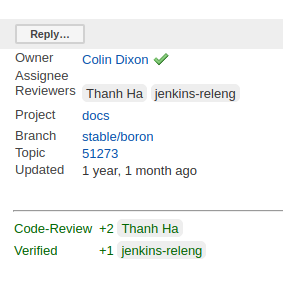 Reply...
Owner Colin Dixon
Assignee
Reviewers Thanh Ha jenkins-releng
Project docs
Branch stable/boron
Topic 51273
Updated 1 year, 1 month ago
Code-Review +2 Thanh Ha
Verified +1 jenkins-releng